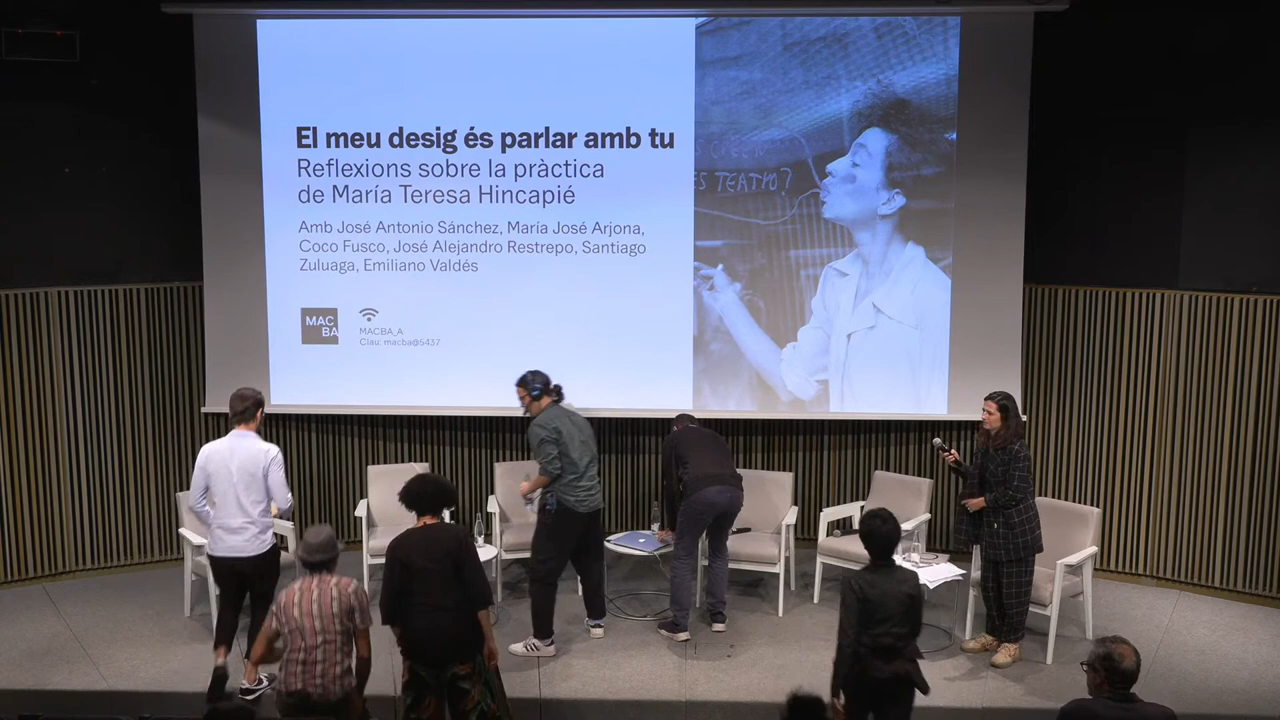 El meu desig és parlar amb tu
Reflexions sobre la pràctica
de María Teresa Hincapié
Amb José Antonio Sánchez, María José Arjona,
Coco Fusco, José Alejandro Restrepo, Santiago
Zuluaga, Emiliano Valdés
MAC
BA
MACBA_A
Clau: macba@5437
ES TEATRO?